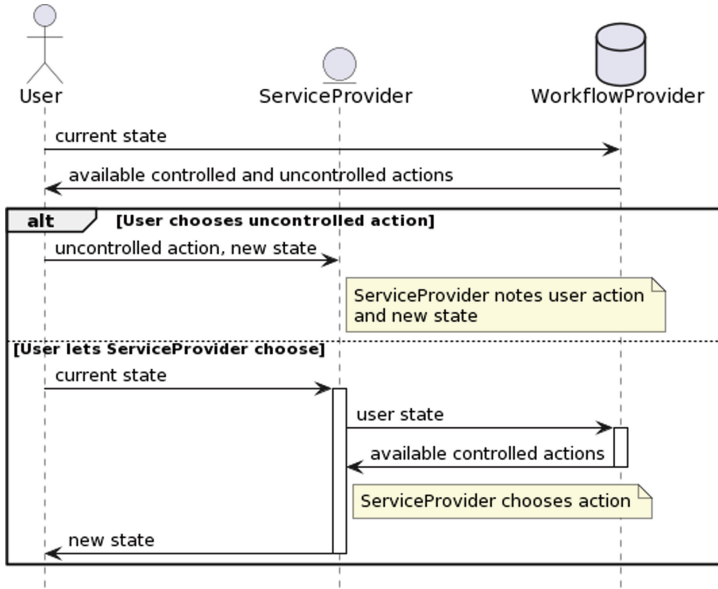 User
ServiceProvider
WorkflowProvider
current state
available controlled and uncontrolled actions
alt
[User chooses uncontrolled action]
uncontrolled action, new state
ServiceProvider notes user action
and new state
[User lets ServiceProvider choose]
current state
user state
available controlled actions
ServiceProvider chooses action
new state